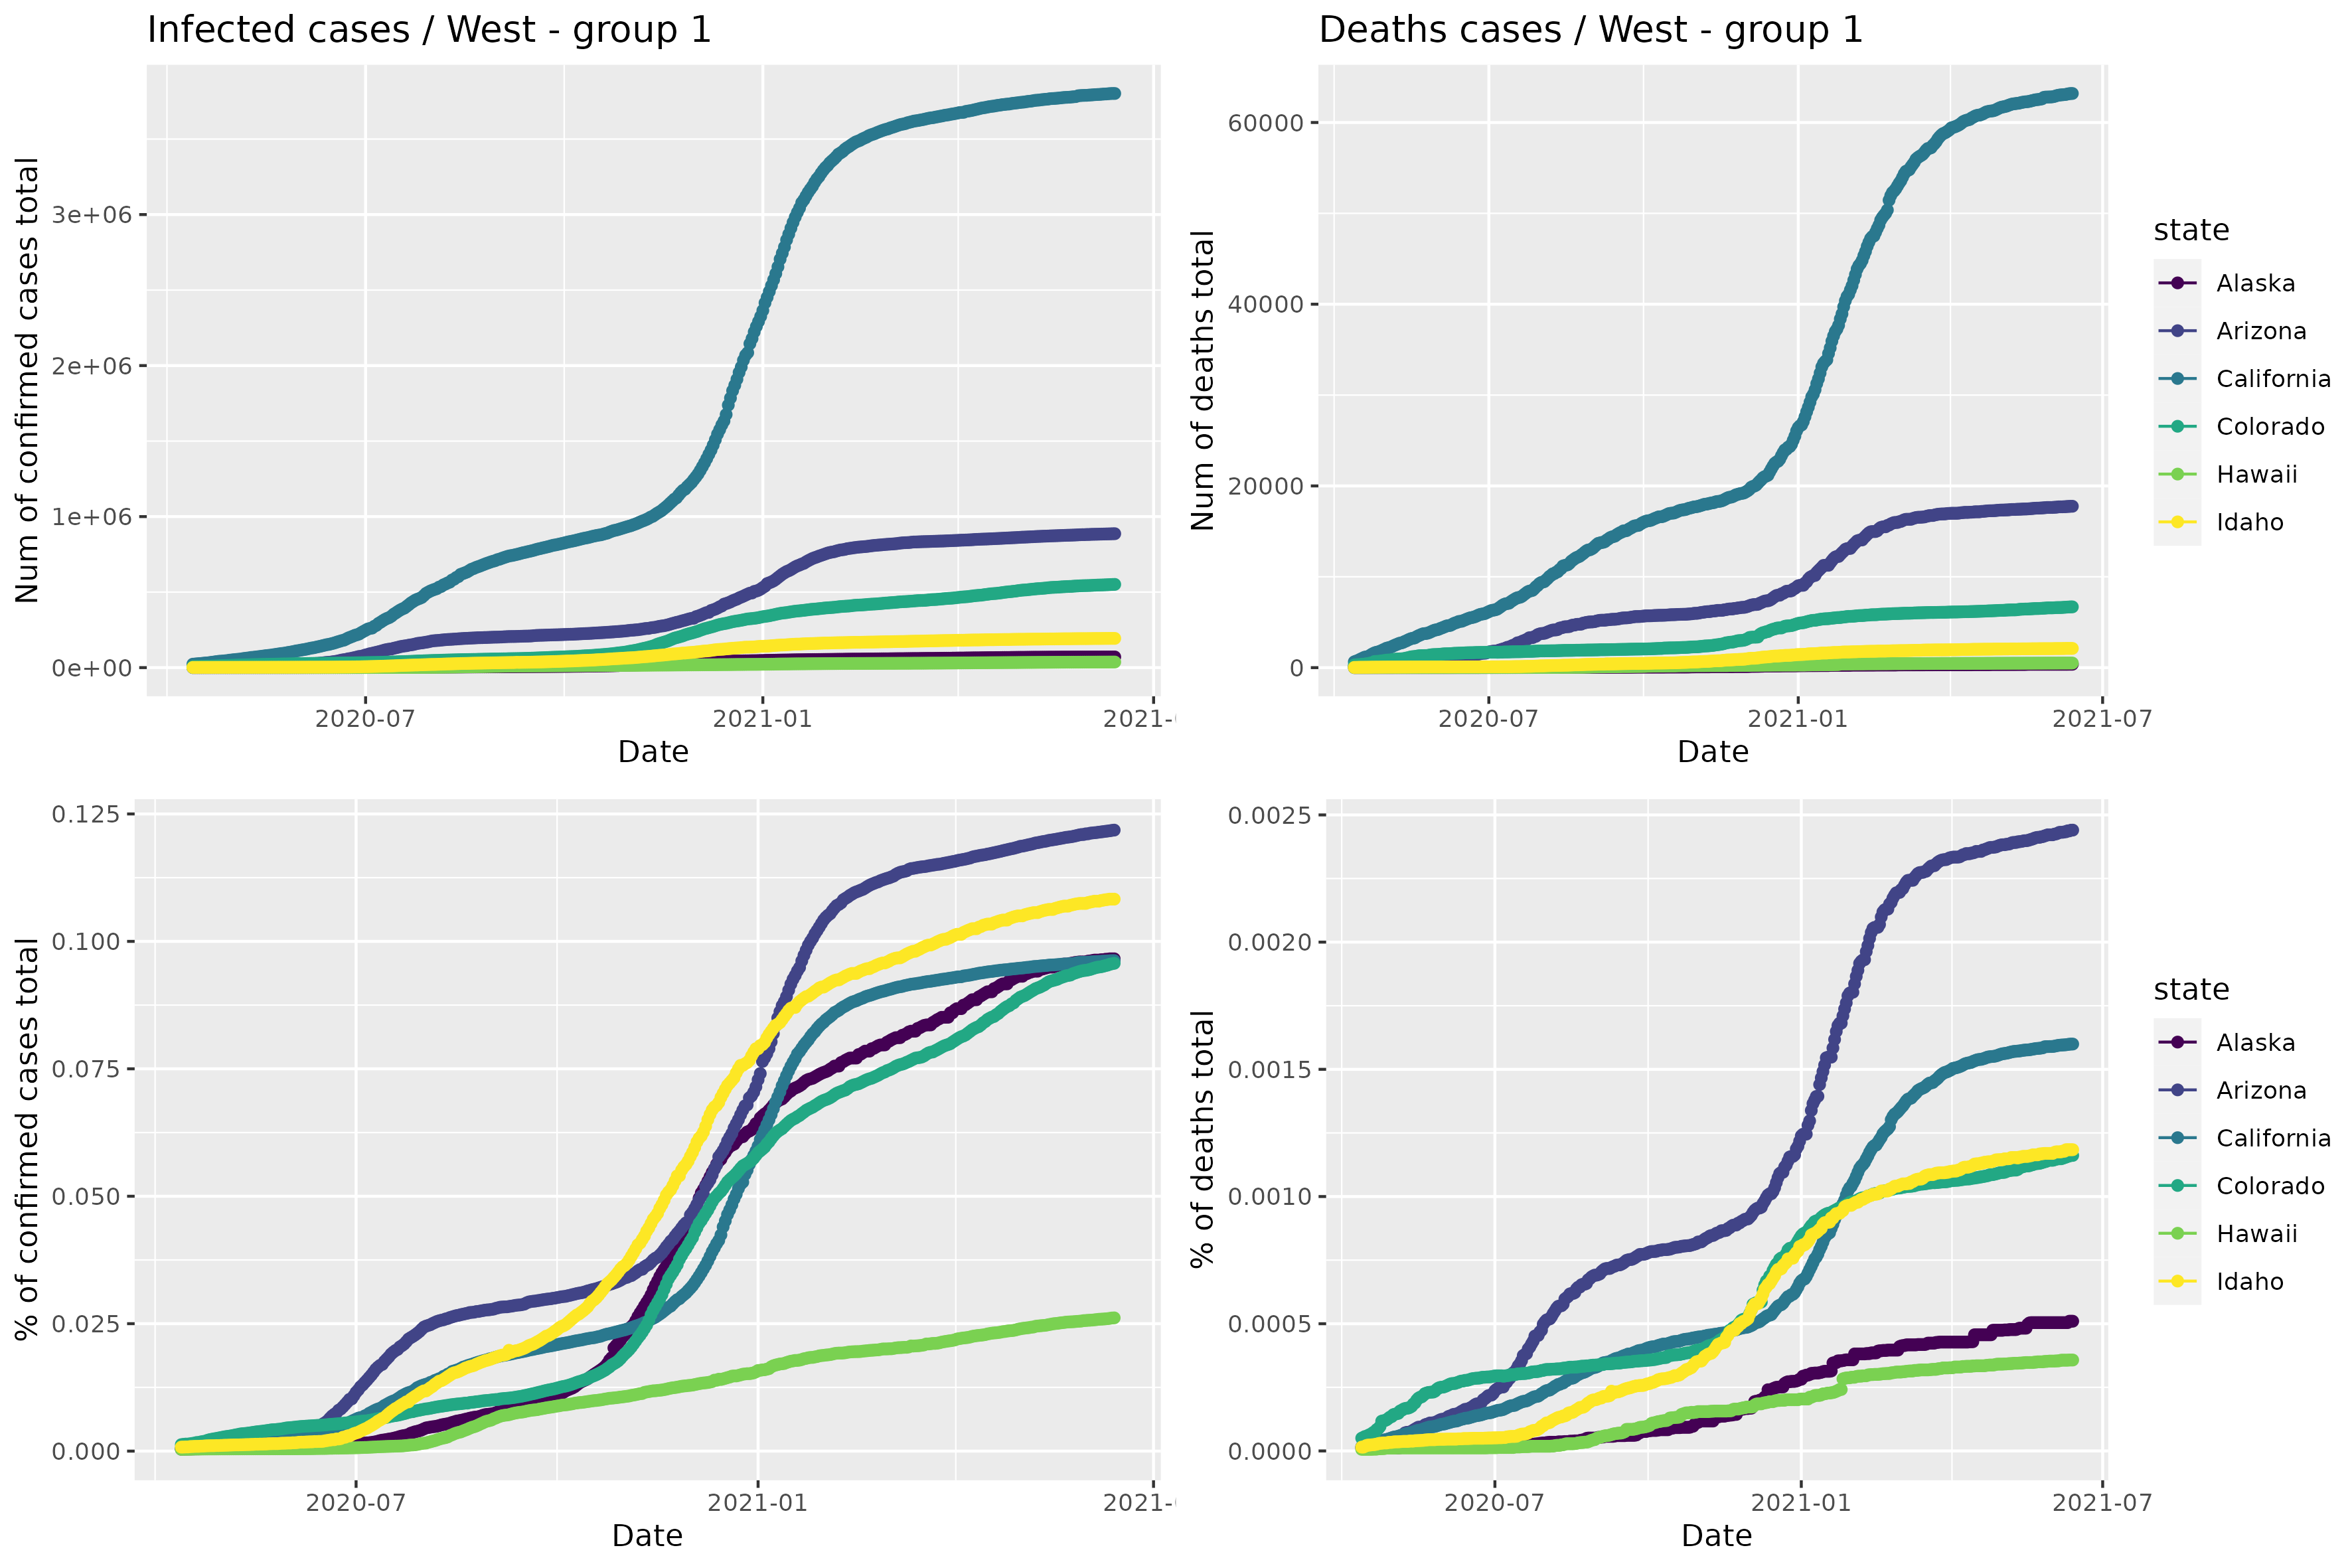 Infected cases / West - group 1
Num of confirmed cases total
3e+06
2e+06
1e+06
0e+00
2020-07
2021-01
2021-
Date
Deaths cases / West - group 1
Num of deaths total
60000
40000
20000
0
2020-07
2021-01
2021-07
Date
state
Alaska
Arizona
California
Colorado
Hawaii
Idaho
% of confirmed cases total
0.125
0.100
0.075
0.050
0.025
0.000
2020-07
2021-01
2021-
Date
% of deaths total
0.0025
0.0020
0.0015
0.0010
0.0005
0.0000
2020-07
2021-01
2021-07
Date
state
Alaska
Arizona
California
Colorado
Hawaii
Idaho